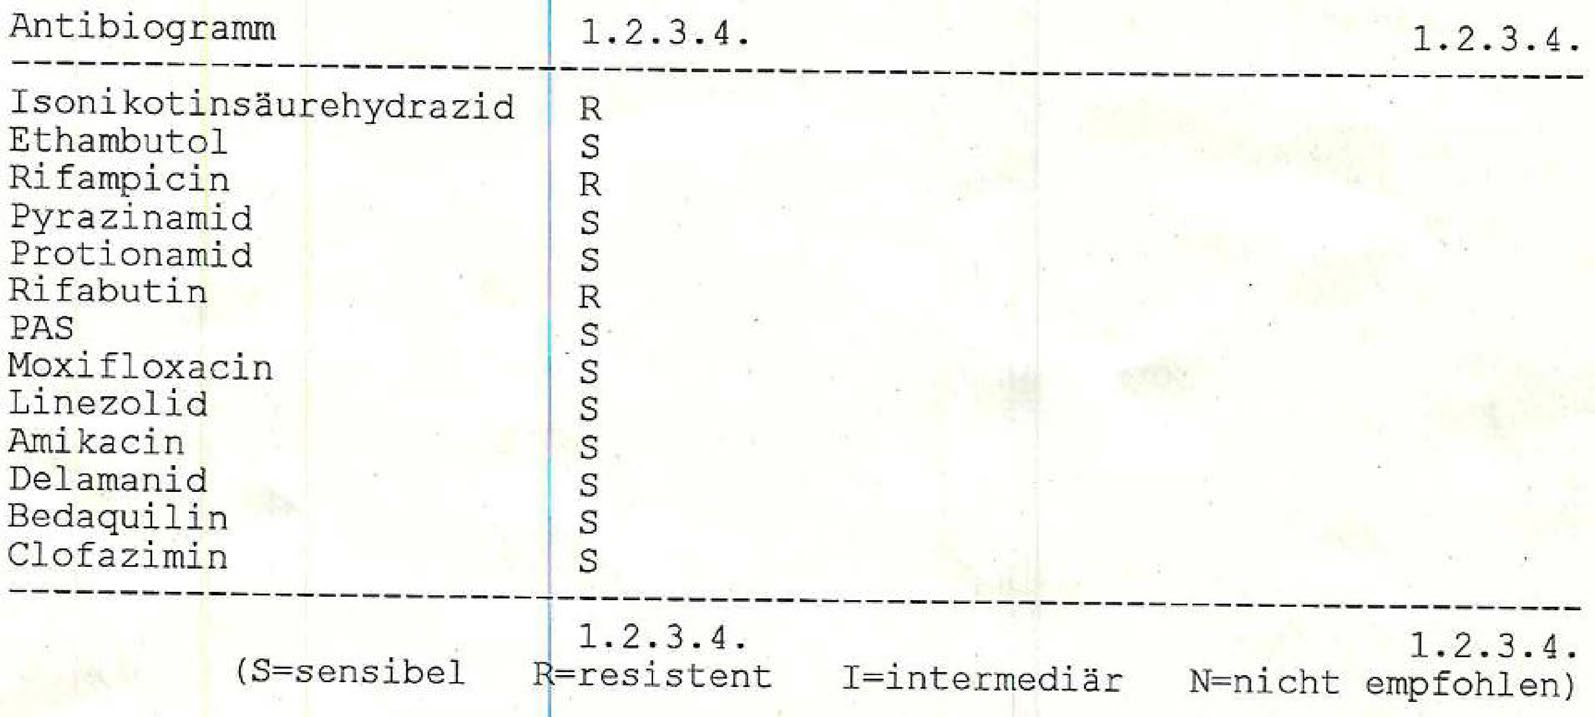 Antibiogramm 1.2.3.4. 1.2.3.4.
Isonikotinsäurehydrazid R
Ethambutol S
Rifampicin R
Pyrazinamid S
Protionamid S
Rifabutin R
PAS S
Moxifloxacin S
Linezolid S
Amikacin S
Delamanid S
Bedaquilin S
Clofazimin S
1.2.3.4. 1.2.3.4.
(S=sensibel R=resistent I=intermediär N=nicht empfohlen)